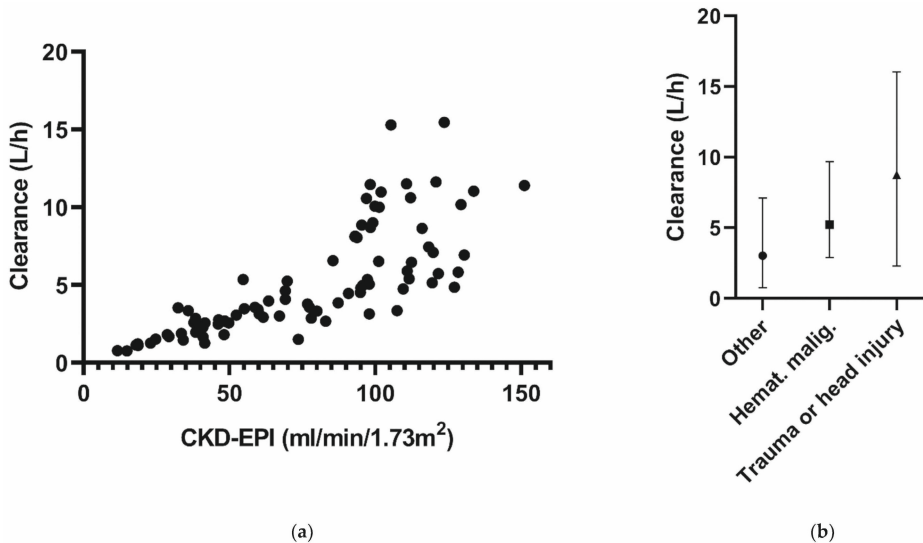 20
15
10
5
0
Clearance (L/h)
0
50
100
150
CKD-EPI (ml/min/1.73m²)
(a)
20
15
10
5
0
Clearance (L/h)
Other
Hemat. malig.
Trauma or head injury
(b)